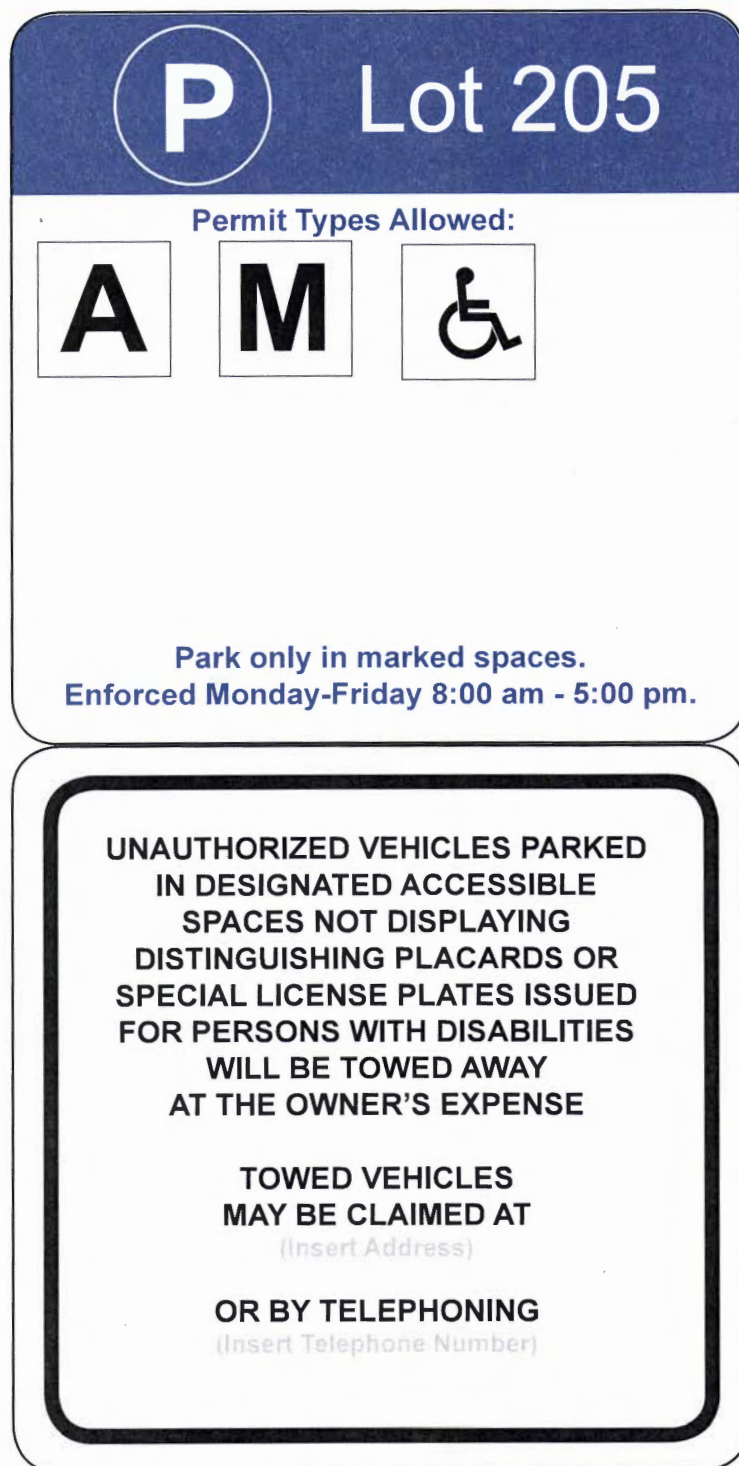 P Lot 205
Permit Types Allowed:
A M
Park only in marked spaces.
Enforced Monday-Friday 8:00 am - 5:00 pm.
UNAUTHORIZED VEHICLES PARKED
IN DESIGNATED ACCESSIBLE
SPACES NOT DISPLAYING
DISTINGUISHING PLACARDS OR
SPECIAL LICENSE PLATES ISSUED
FOR PERSONS WITH DISABILITIES
WILL BE TOWED AWAY
AT THE OWNER'S EXPENSE
TOWED VEHICLES
MAY BE CLAIMED AT
(Insert Address)
OR BY TELEPHONING
(Insert Telephone Number)